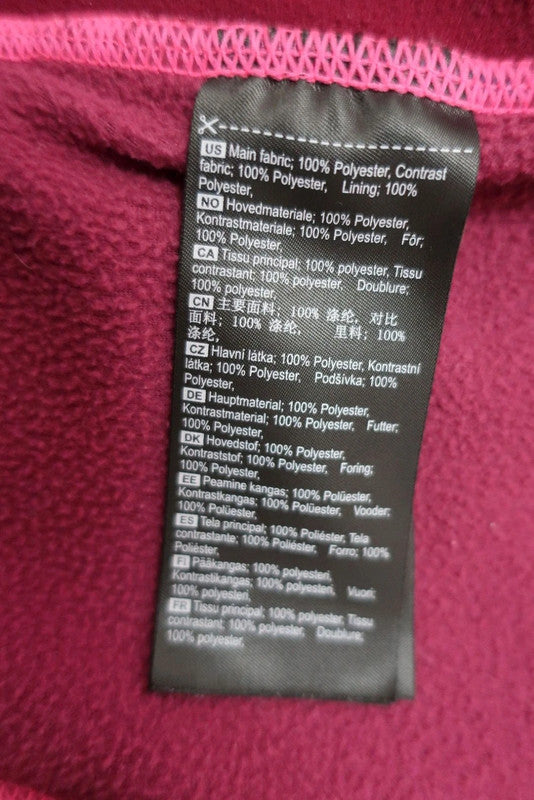 US Main fabric; 100% Polyester, Contrast
fabric; 100% Polyester, Lining; 100%
Polyester,
NO Hovedmateriale; 100% Polyester,
Kontrastmateriale; 100% Polyester, Fôr;
100% Polyester,
CA Tissu principal; 100% polyester, Tissu
contrastant; 100% polyester, Doublure;
100% polyester,
CN 主要面料; 100% 涤纶, 对比
面料; 100% 涤纶, 里料; 100%
涤纶,
CZ Hlavní látka; 100% Polyester, Kontrastní
látka; 100% Polyester, Podšívka; 100%
Polyester,
DE Hauptmaterial; 100% Polyester,
Kontrastmaterial; 100% Polyester, Futter;
100% Polyester,
DK Hovedstof; 100% Polyester,
Kontraststof; 100% Polyester, Foring;
100% Polyester,
EE Peamine kangas; 100% Polüester,
Kontrastkangas; 100% Polüester, Vooder;
100% Polüester,
ES Tela principal; 100% Poliéster, Tela
contrastante; 100% Poliéster, Forro; 100%
Poliéster,
FI Pääkangas; 100% polyesteri,
Kontrastikangas; 100% polyesteri, Vuori;
100% polyesteri,
FR Tissu principal; 100% polyester, Tissu
contrastant; 100% polyester, Doublure;
100% polyester,